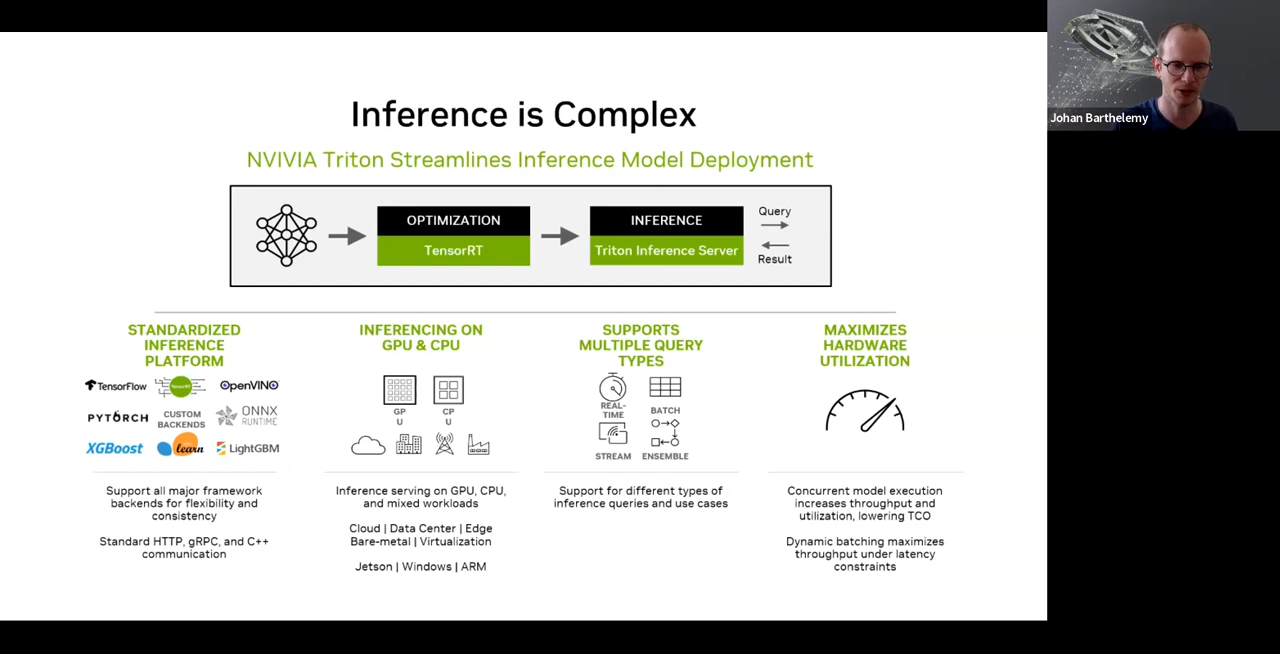 Inference is Complex
NVIVIA Triton Streamlines Inference Model Deployment
OPTIMIZATION
TensorRT
INFERENCE
Triton Inference Server
Query
Result
STANDARDIZED
INFERENCE
PLATFORM
TensorFlow
TensorRT
OpenVINO
PYTORCH
CUSTOM
BACKENDS
ONNX
RUNTIME
XGBoost
learn
LightGBM
Support all major framework
backends for flexibility and
consistency
Standard HTTP, gRPC, and C++
communication
INFERENCING ON
GPU & CPU
GP
U
CP
U
Inference serving on GPU, CPU,
and mixed workloads
Cloud | Data Center | Edge
Bare-metal | Virtualization
Jetson | Windows | ARM
SUPPORTS
MULTIPLE QUERY
TYPES
REAL-
TIME
BATCH
STREAM
ENSEMBLE
Support for different types of
inference queries and use cases
MAXIMIZES
HARDWARE
UTILIZATION
Concurrent model execution
increases throughput and
utilization, lowering TCO
Dynamic batching maximizes
throughput under latency
constraints
Johan Barthelemy